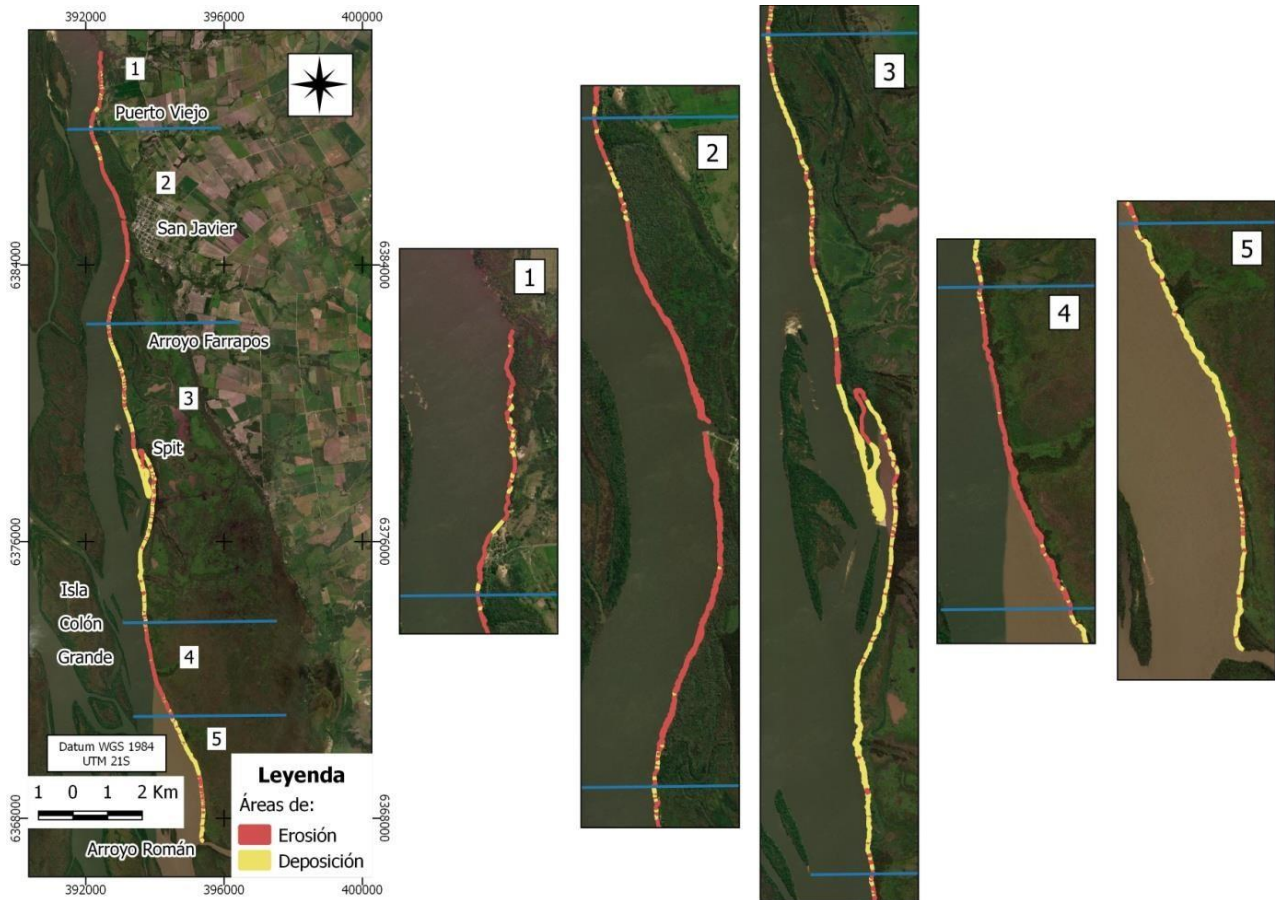 392000
396000
400000
1
Puerto Viejo
2
San Javier
6384000
6384000
Arroyo Farrapos
3
Spit
6376000
6376000
Isla
Colón
Grande
4
5
Datum WGS 1984
UTM 21S
1 0 1 2 Km
Leyenda
Áreas de:
Erosión
Deposición
6368000
6368000
Arroyo Román
392000
396000
400000
1
2
3
4
5